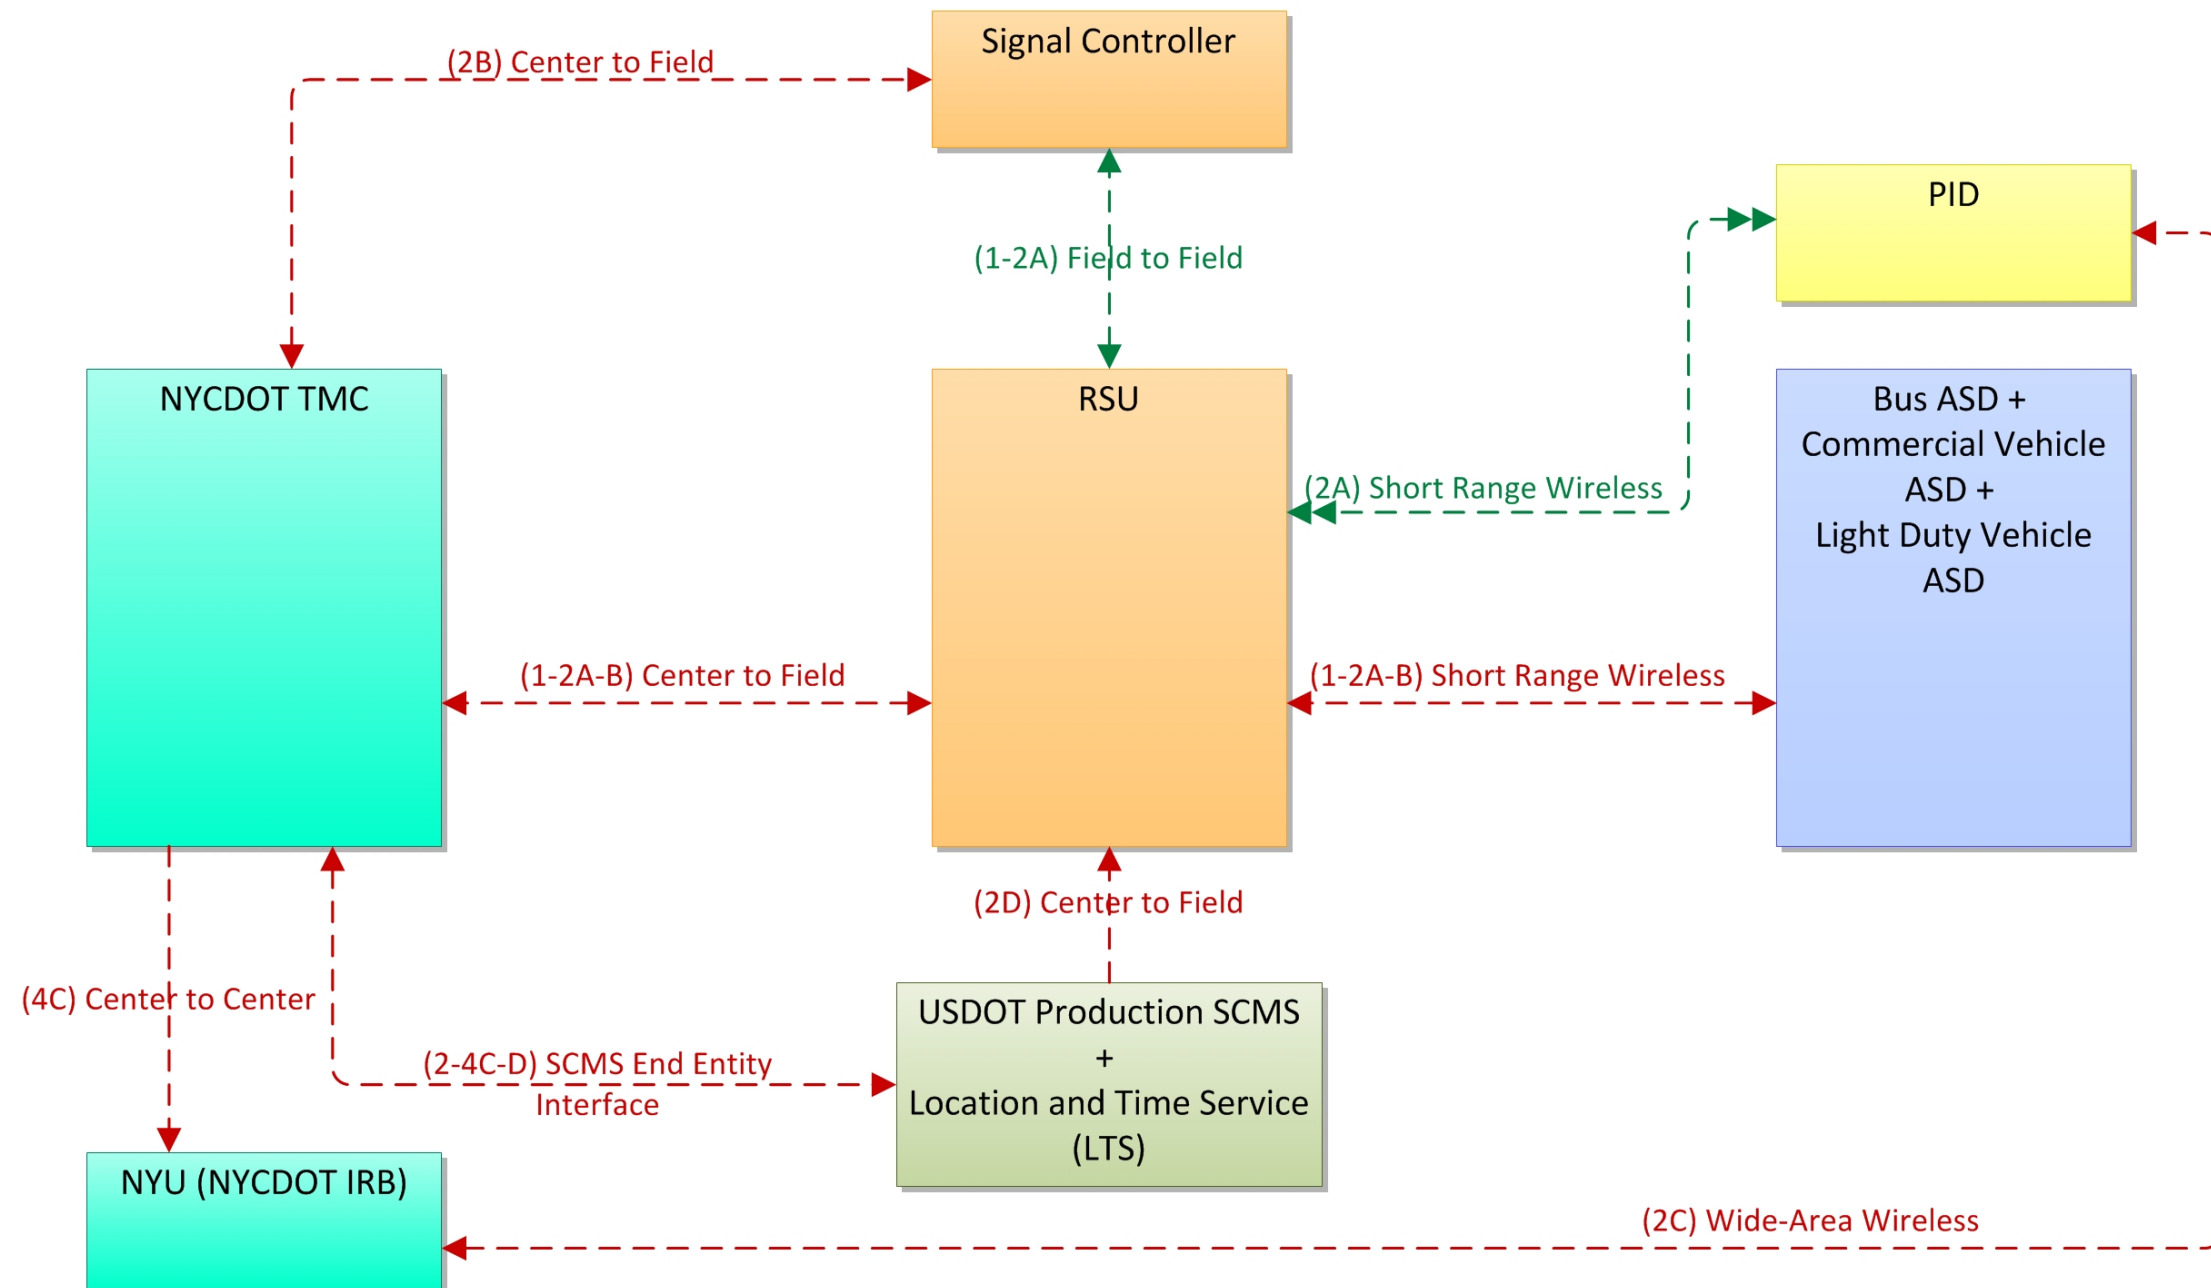 Signal Controller
(2B) Center to Field
PID
(1-2A) Field to Field
NYCDOT TMC
RSU
Bus ASD +
Commercial Vehicle
ASD +
Light Duty Vehicle
ASD
(2A) Short Range Wireless
(1-2A-B) Center to Field
(1-2A-B) Short Range Wireless
(2D) Center to Field
(4C) Center to Center
USDOT Production SCMS
+
Location and Time Service
(LTS)
(2-4C-D) SCMS End Entity
Interface
NYU (NYCDOT IRB)
(2C) Wide-Area Wireless